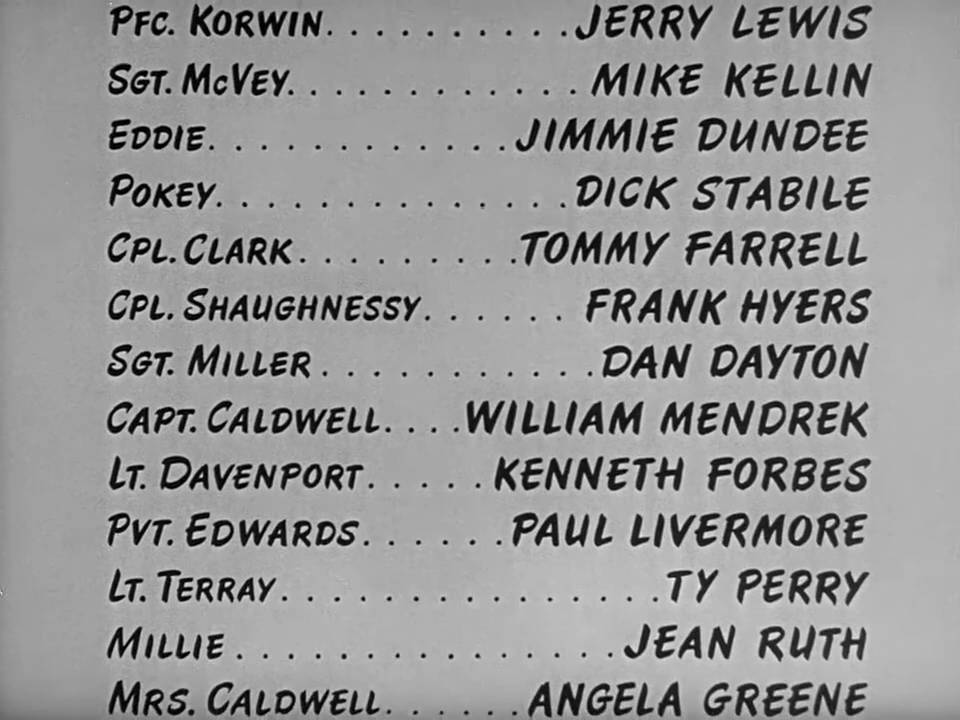 PFC. KORWIN. . . . . . . . . . .JERRY LEWIS
SGT. McVEY. . . . . . . . . . . . . MIKE KELLIN
EDDIE. . . . . . . . . . . . .JIMMIE DUNDEE
POKEY. . . . . . . . . . . . . . .DICK STABILE
CPL. CLARK. . . . . . . . . .TOMMY FARRELL
CPL. SHAUGHNESSY. . . . . . FRANK HYERS
SGT. MILLER . . . . . . . . . . . .DAN DAYTON
CAPT. CALDWELL. . . .WILLIAM MENDREK
LT. DAVENPORT. . . . . KENNETH FORBES
PVT. EDWARDS. . . . . . .PAUL LIVERMORE
LT. TERRAY. . . . . . . . . . . . . . . .TY PERRY
MILLIE . . . . . . . . . . . . . . . .JEAN RUTH
MRS. CALDWELL. . . . . . .ANGELA GREENE